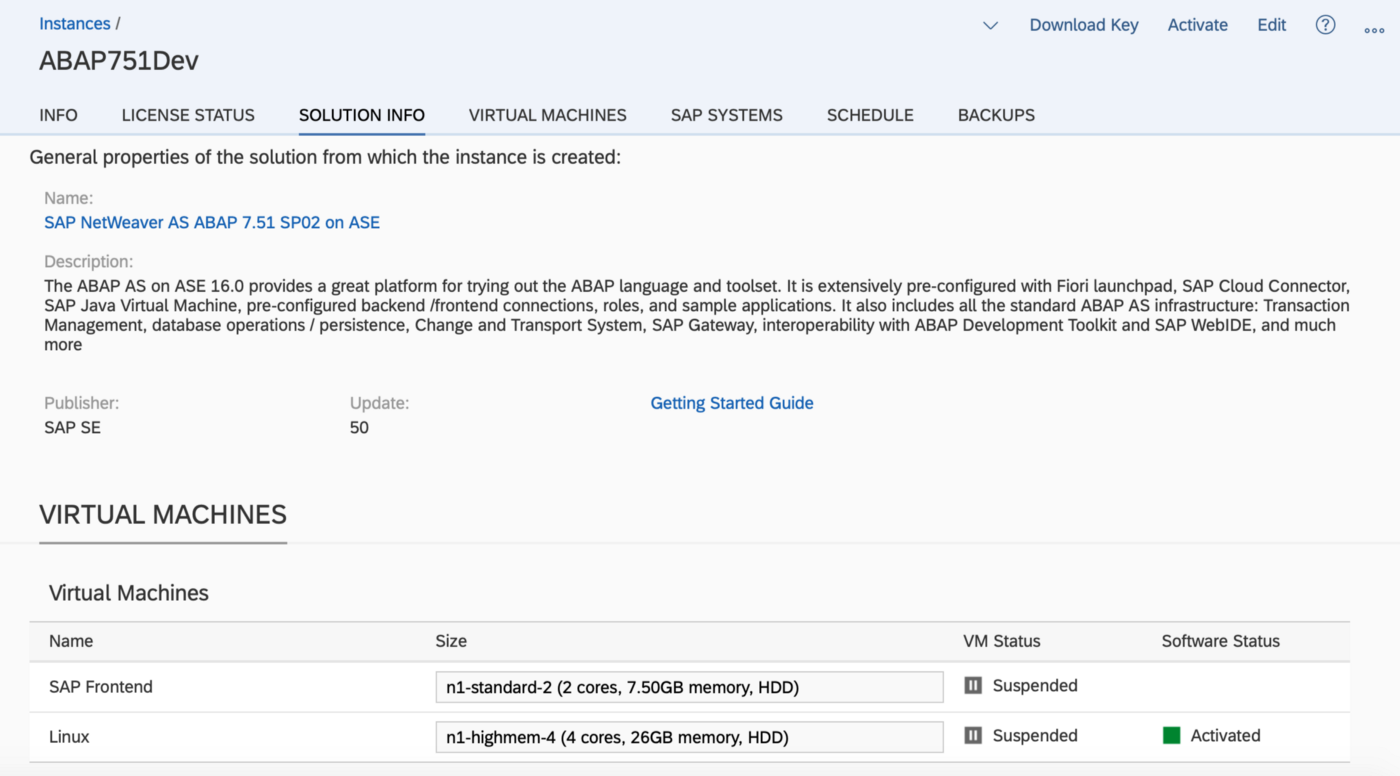 Instances /
Download Key Activate Edit ?
ABAP751Dev
INFO LICENSE STATUS SOLUTION INFO VIRTUAL MACHINES SAP SYSTEMS SCHEDULE BACKUPS
General properties of the solution from which the instance is created:
Name:
SAP NetWeaver AS ABAP 7.51 SP02 on ASE
Description:
The ABAP AS on ASE 16.0 provides a great platform for trying out the ABAP language and toolset. It is extensively pre-configured with Fiori launchpad, SAP Cloud Connector,
SAP Java Virtual Machine, pre-configured backend /frontend connections, roles, and sample applications. It also includes all the standard ABAP AS infrastructure: Transaction
Management, database operations / persistence, Change and Transport System, SAP Gateway, interoperability with ABAP Development Toolkit and SAP WebIDE, and much
more
Publisher: Update: Getting Started Guide
SAP SE 50
VIRTUAL MACHINES
Virtual Machines
Name Size VM Status Software Status
SAP Frontend n1-standard-2 (2 cores, 7.50GB memory, HDD) Suspended
Linux n1-highmem-4 (4 cores, 26GB memory, HDD) Suspended Activated